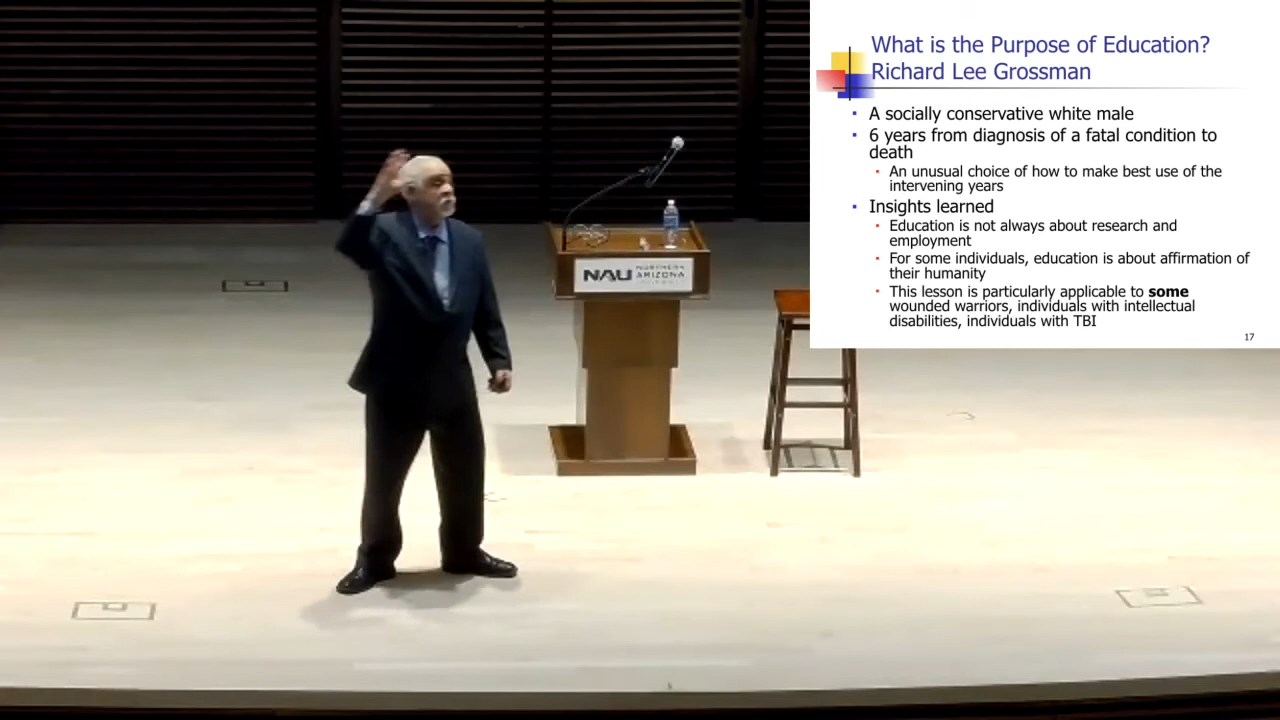 What is the Purpose of Education?
Richard Lee Grossman
A socially conservative white male
6 years from diagnosis of a fatal condition to
death
An unusual choice of how to make best use of the
intervening years
Insights learned
Education is not always about research and
employment
For some individuals, education is about affirmation of
their humanity
This lesson is particularly applicable to some
wounded warriors, individuals with intellectual
disabilities, individuals with TBI
17
NAU
NORTHERN
ARIZONA